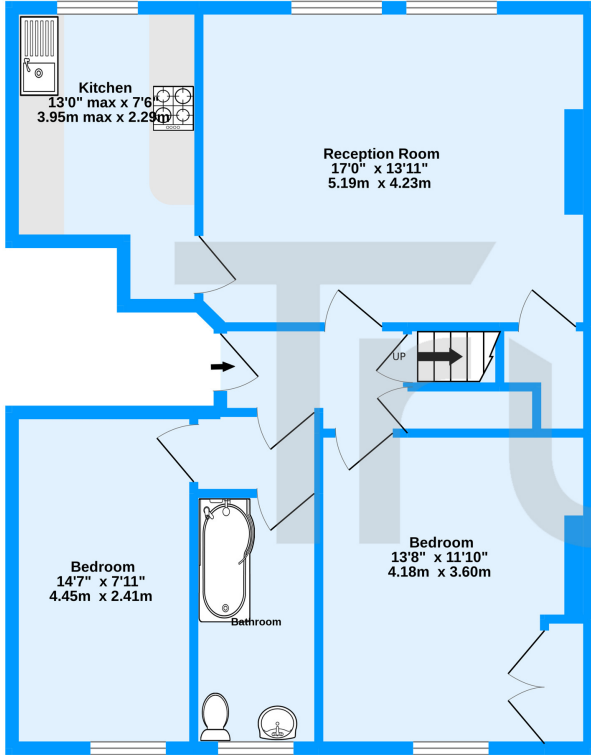 Kitchen
13'0" max x 7'6"
3.95m max x 2.29m
Reception Room
17'0" x 13'11"
5.19m x 4.23m
UP
Bedroom
14'7" x 7'11"
4.45m x 2.41m
Bedroom
13'8" x 11'10"
4.18m x 3.60m
Bathroom